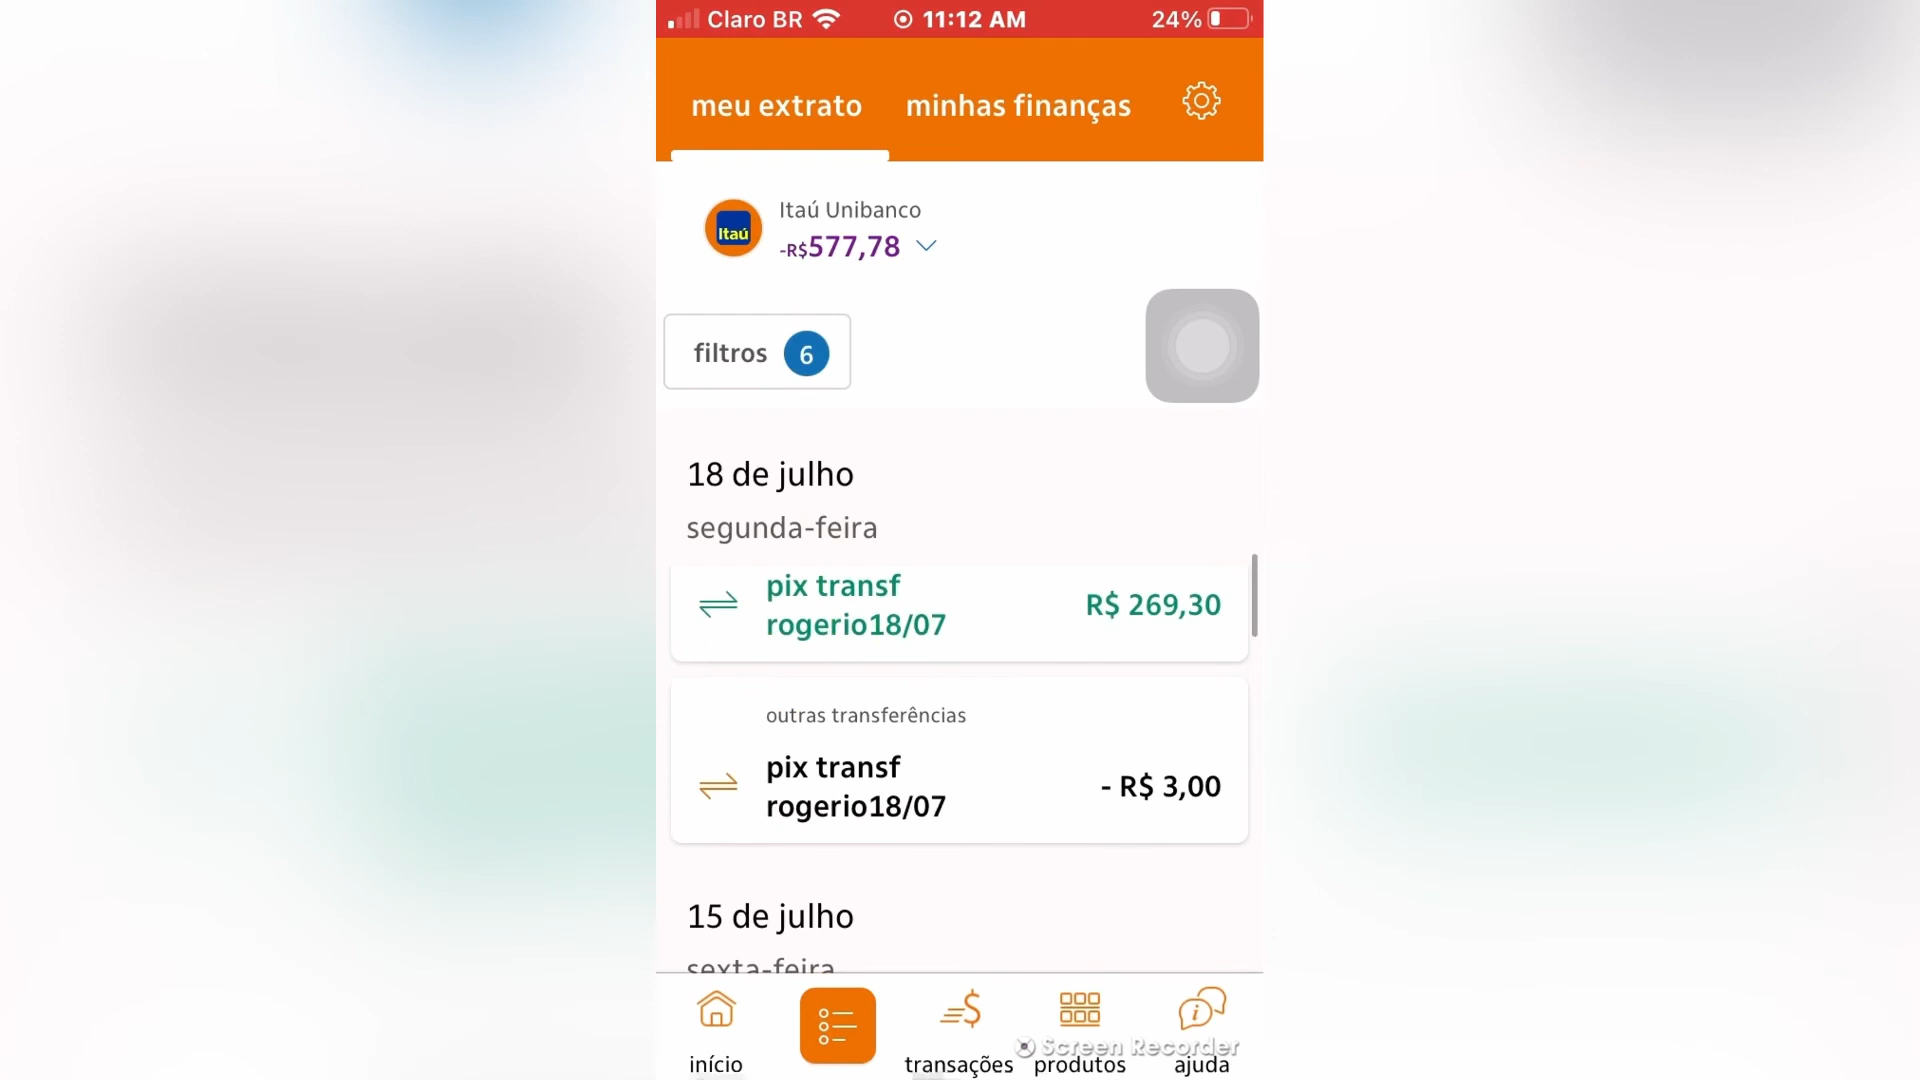 Claro BR
11:12 AM
24%
meu extrato
minhas finanças
Itaú
Itaú Unibanco
-R$577,78
filtros 6
18 de julho
segunda-feira
pix transf
rogerio18/07
R$ 269,30
outras transferências
pix transf
rogerio18/07
- R$ 3,00
15 de julho
sexta-feira
início
transações
produtos
ajuda
Screen Recorder